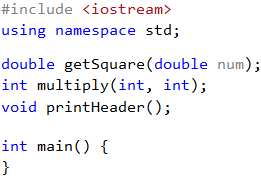 #include <iostream>
using namespace std;
double getSquare(double num);
int multiply(int, int);
void printHeader();
int main() {
}